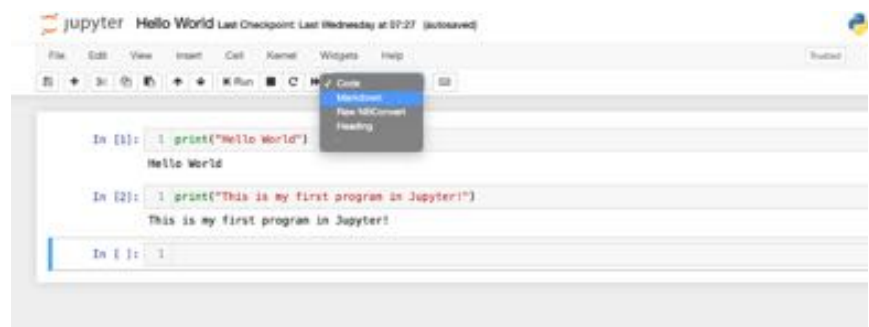 jupyter Hello World Last Checkpoint: Last Wednesday at 07:27 (autosaved)
File Edit View Insert Cell Kernel Widgets Help Trusted
Run Code
Markdown
Raw NBConvert
Heading
In [1]: 1 print("Hello World")
Hello World
In [2]: 1 print("This is my first program in Jupyter!")
This is my first program in Jupyter!
In [ ]: 1